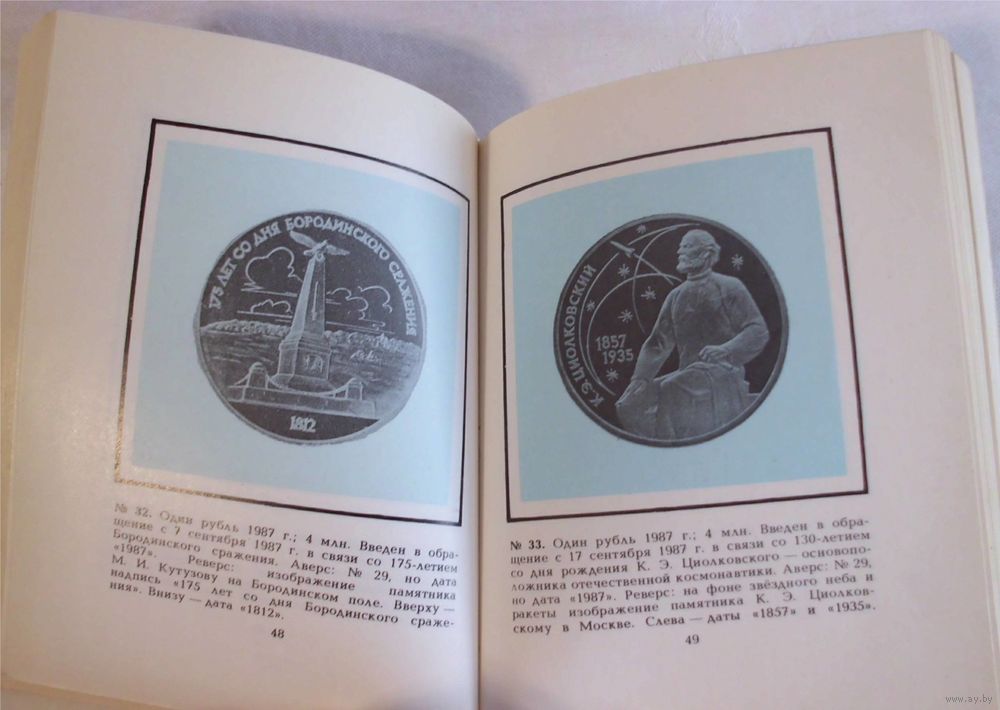 175 ЛЕТ СО ДНЯ БОРОДИНСКОГО СРАЖЕНИЯ
1812
№ 32. Один рубль 1987 г.; 4 млн. Введен в обра-
щение с 7 сентября 1987 г. в связи со 175-летием
Бородинского сражения. Аверс: № 29, но дата
«1987». Реверс: изображение памятника
М. И. Кутузову на Бородинском поле. Вверху —
надпись «175 лет со дня Бородинского сраже-
ния». Внизу — дата «1812».
48
К.Э.ЦИОЛКОВСКИЙ
1857
1935
№ 33. Один рубль 1987 г.; 4 млн. Введен в обра-
щение с 17 сентября 1987 г. в связи со 130-летием
со дня рождения К. Э. Циолковского — основопо-
ложника отечественной космонавтики. Аверс: № 29,
но дата «1987». Реверс: на фоне звёздного неба и
ракеты изображение памятника К. Э. Циолков-
скому в Москве. Слева — даты «1857» и «1935».
49
www.ay.by